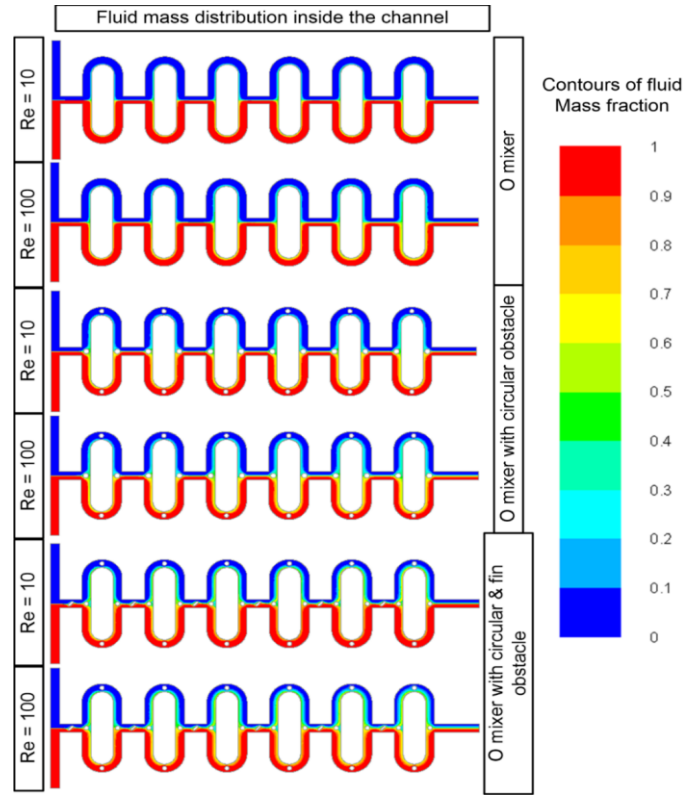 Fluid mass distribution inside the channel
Re = 10
Re = 100
Re = 10
Re = 100
Re = 10
Re = 100
O mixer
O mixer with circular obstacle
O mixer with circular & fin
obstacle
Contours of fluid
Mass fraction
1
0.9
0.8
0.7
0.6
0.5
0.4
0.3
0.2
0.1
0